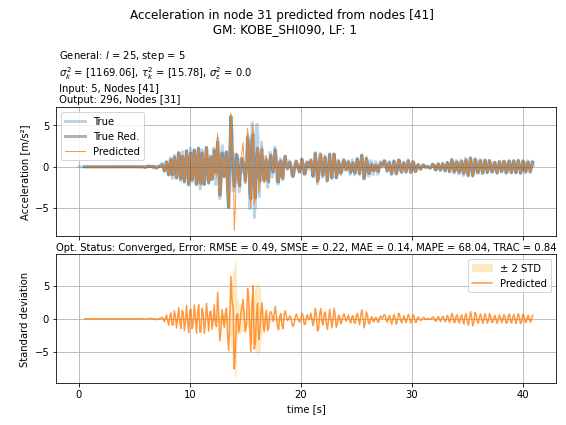 Acceleration in node 31 predicted from nodes [41]
GM: KOBE_SHI090, LF: 1
General: l = 25, step = 5
σ²ₖ = [1169.06], τ²ₖ = [15.78], σ²_ε = 0.0
Input: 5, Nodes [41]
Output: 296, Nodes [31]
Acceleration [m/s²]
5
0
−5
True
True Red.
Predicted
Opt. Status: Converged, Error: RMSE = 0.49, SMSE = 0.22, MAE = 0.14, MAPE = 68.04, TRAC = 0.84
Standard deviation
5
0
−5
± 2 STD
Predicted
0 10 20 30 40
time [s]